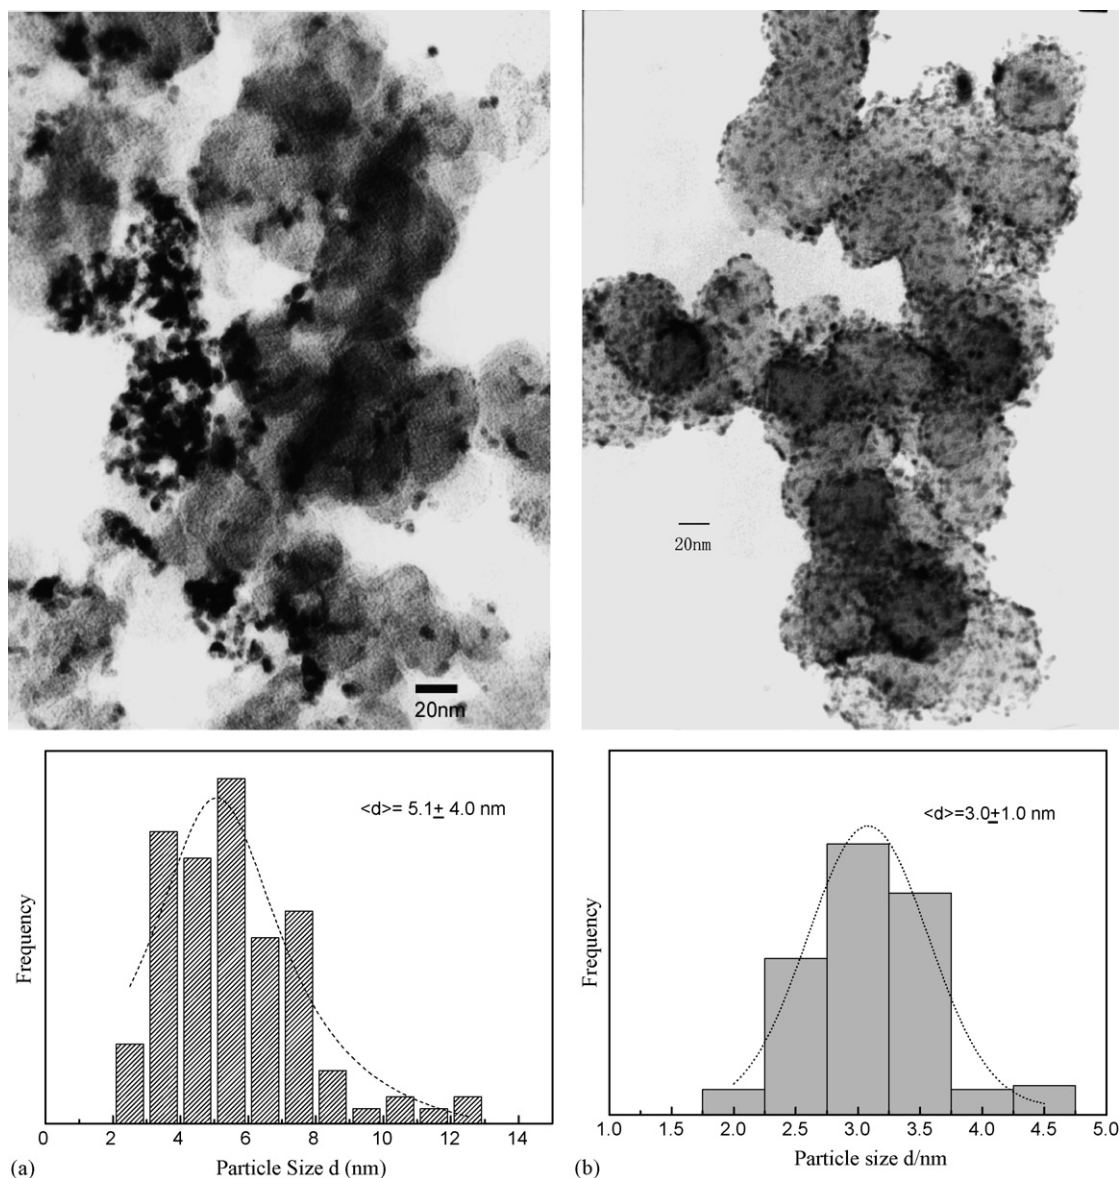 20nm
20nm
<d>= 5.1± 4.0 nm
Frequency
0 2 4 6 8 10 12 14
(a) Particle Size d (nm)
<d>=3.0±1.0 nm
Frequency
1.0 1.5 2.0 2.5 3.0 3.5 4.0 4.5 5.0
(b) Particle size d/nm